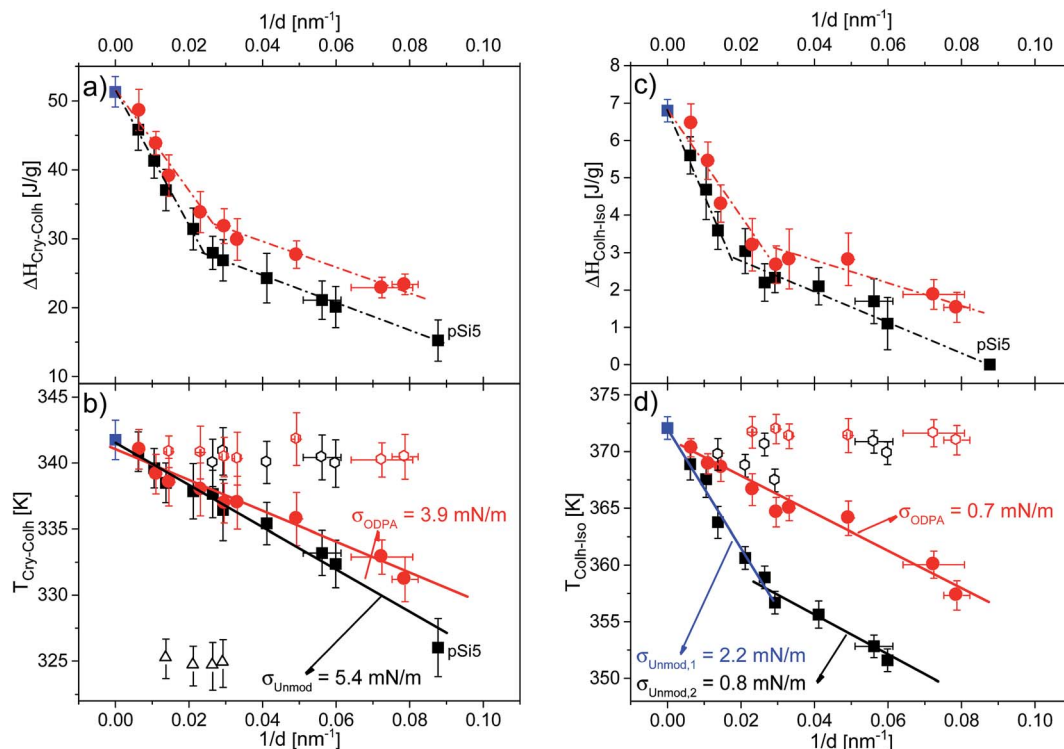 1/d [nm⁻¹]
0.00 0.02 0.04 0.06 0.08 0.10
a)
50
40
30
20
10
ΔH_Cry-Colh [J/g]
pSi5
b)
345
340
335
330
325
T_Cry-Colh [K]
σ_ODPA = 3.9 mN/m
pSi5
σ_Unmod = 5.4 mN/m
0.00 0.02 0.04 0.06 0.08 0.10
1/d [nm⁻¹]
1/d [nm⁻¹]
0.00 0.02 0.04 0.06 0.08 0.10
c)
8
7
6
5
4
3
2
1
0
ΔH_Colh-Iso [J/g]
pSi5
d)
375
370
365
360
355
350
T_Colh-Iso [K]
σ_ODPA = 0.7 mN/m
σ_Unmod,1 = 2.2 mN/m
σ_Unmod,2 = 0.8 mN/m
0.00 0.02 0.04 0.06 0.08 0.10
1/d [nm⁻¹]